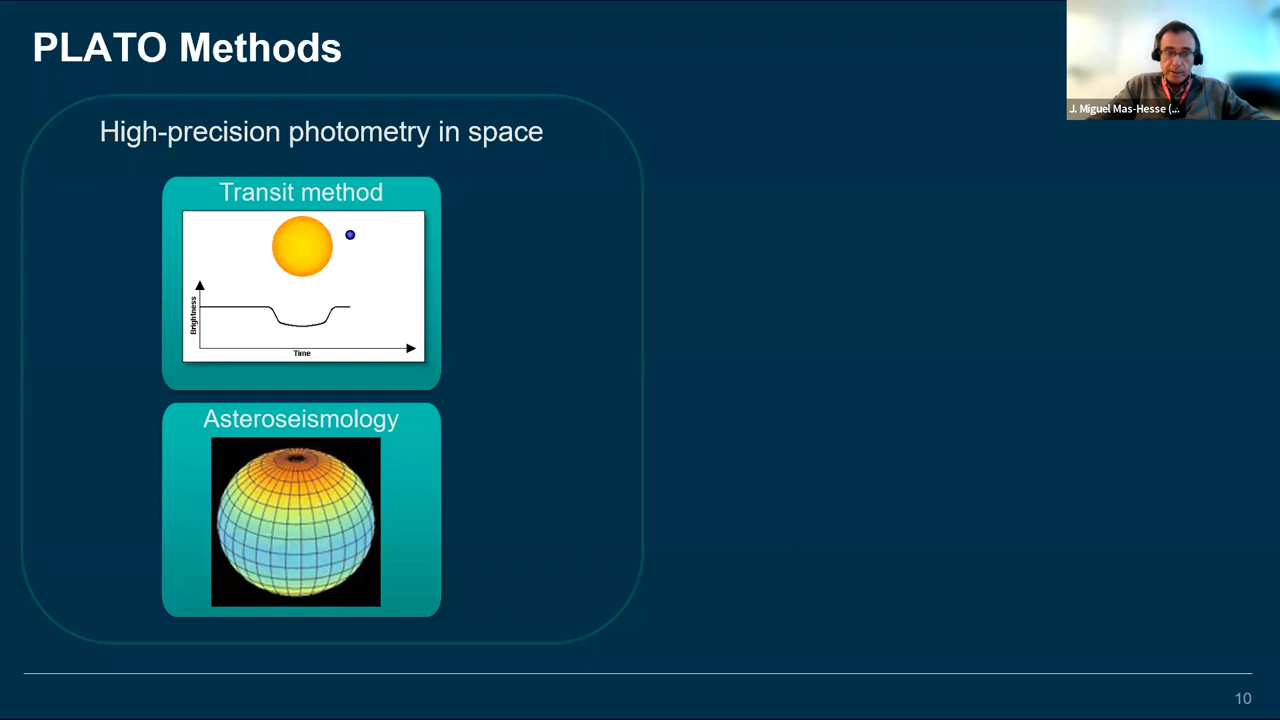 PLATO Methods
J. Miguel Mas-Hesse (...
High-precision photometry in space
Transit method
Brightness
Time
Asteroseismology
10